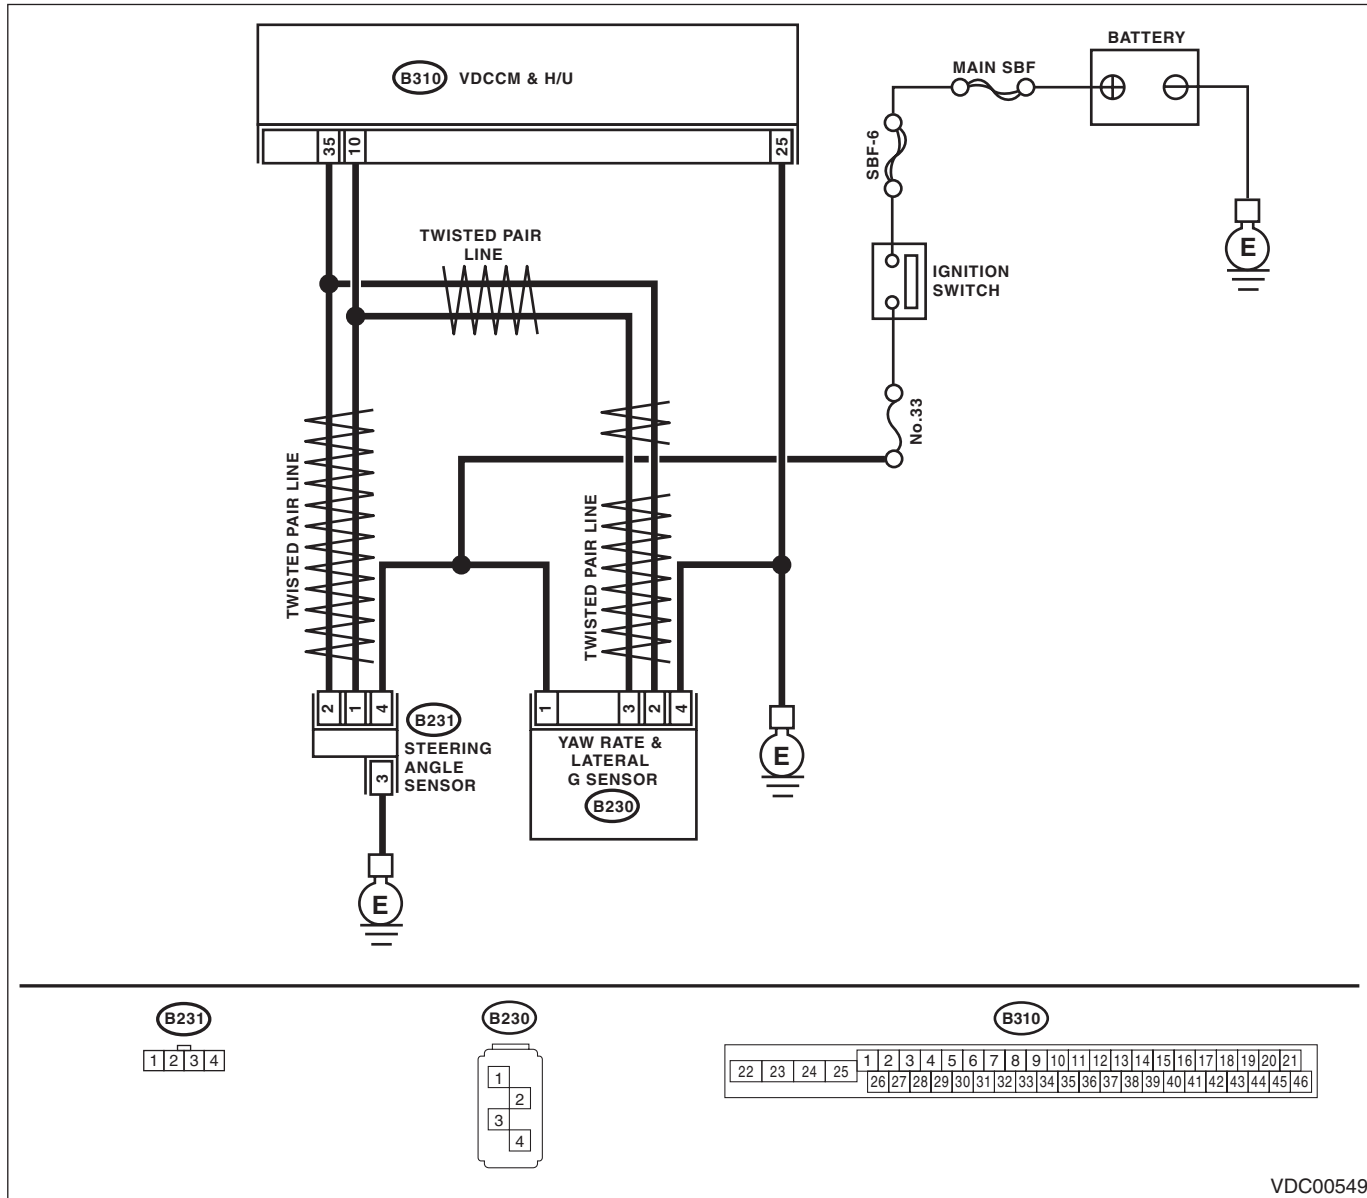 BATTERY
MAIN SBF
B310 VDCCM & H/U
35 10 25
SBF-6
TWISTED PAIR
LINE
E
IGNITION
SWITCH
No.33
TWISTED PAIR LINE
TWISTED PAIR LINE
2 1 4
B231
STEERING
ANGLE
SENSOR
3
E
1 3 2 4
YAW RATE &
LATERAL
G SENSOR
B230
E
B231
1 2 3 4
B230
1
2
3
4
B310
1 2 3 4 5 6 7 8 9 10 11 12 13 14 15 16 17 18 19 20 21
22 23 24 25
26 27 28 29 30 31 32 33 34 35 36 37 38 39 40 41 42 43 44 45 46
VDC00549